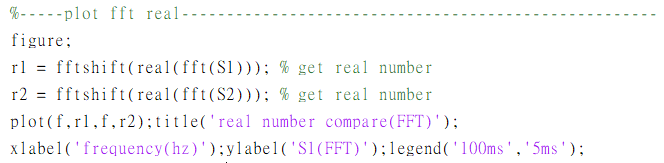 %-----plot fft real------------------------------------------------
figure;
r1 = fftshift(real(fft(S1))); % get real number
r2 = fftshift(real(fft(S2))); % get real number
plot(f,r1,f,r2);title('real number compare(FFT)');
xlabel('frequency(hz)');ylabel('S1(FFT)');legend('100ms','5ms');